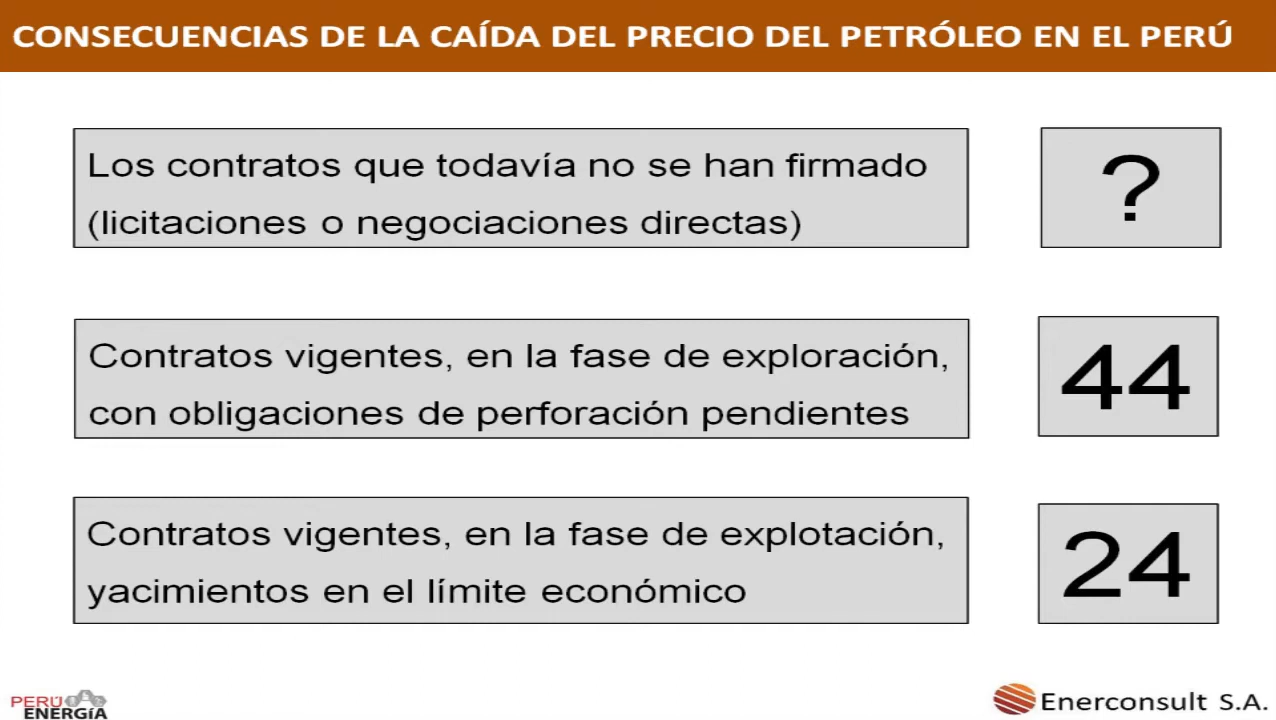 CONSECUENCIAS DE LA CAÍDA DEL PRECIO DEL PETRÓLEO EN EL PERÚ
Los contratos que todavía no se han firmado
(licitaciones o negociaciones directas)
?
Contratos vigentes, en la fase de exploración,
con obligaciones de perforación pendientes
44
Contratos vigentes, en la fase de explotación,
yacimientos en el límite económico
24
PERÚ
ENERGÍA
Enerconsult S.A.